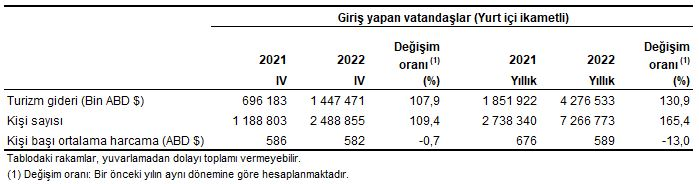 Giriş yapan vatandaşlar (Yurt içi ikametli)
2021 2022 Değişim oranı (1) 2021 2022 Değişim oranı (1)
IV IV (%) Yıllık Yıllık (%)
Turizm gideri (Bin ABD $) 696 183 1 447 471 107,9 1 851 922 4 276 533 130,9
Kişi sayısı 1 188 803 2 488 855 109,4 2 738 340 7 266 773 165,4
Kişi başı ortalama harcama (ABD $) 586 582 -0,7 676 589 -13,0
Tablodaki rakamlar, yuvarlamadan dolayı toplamı vermeyebilir.
(1) Değişim oranı: Bir önceki yılın aynı dönemine göre hesaplanmaktadır.